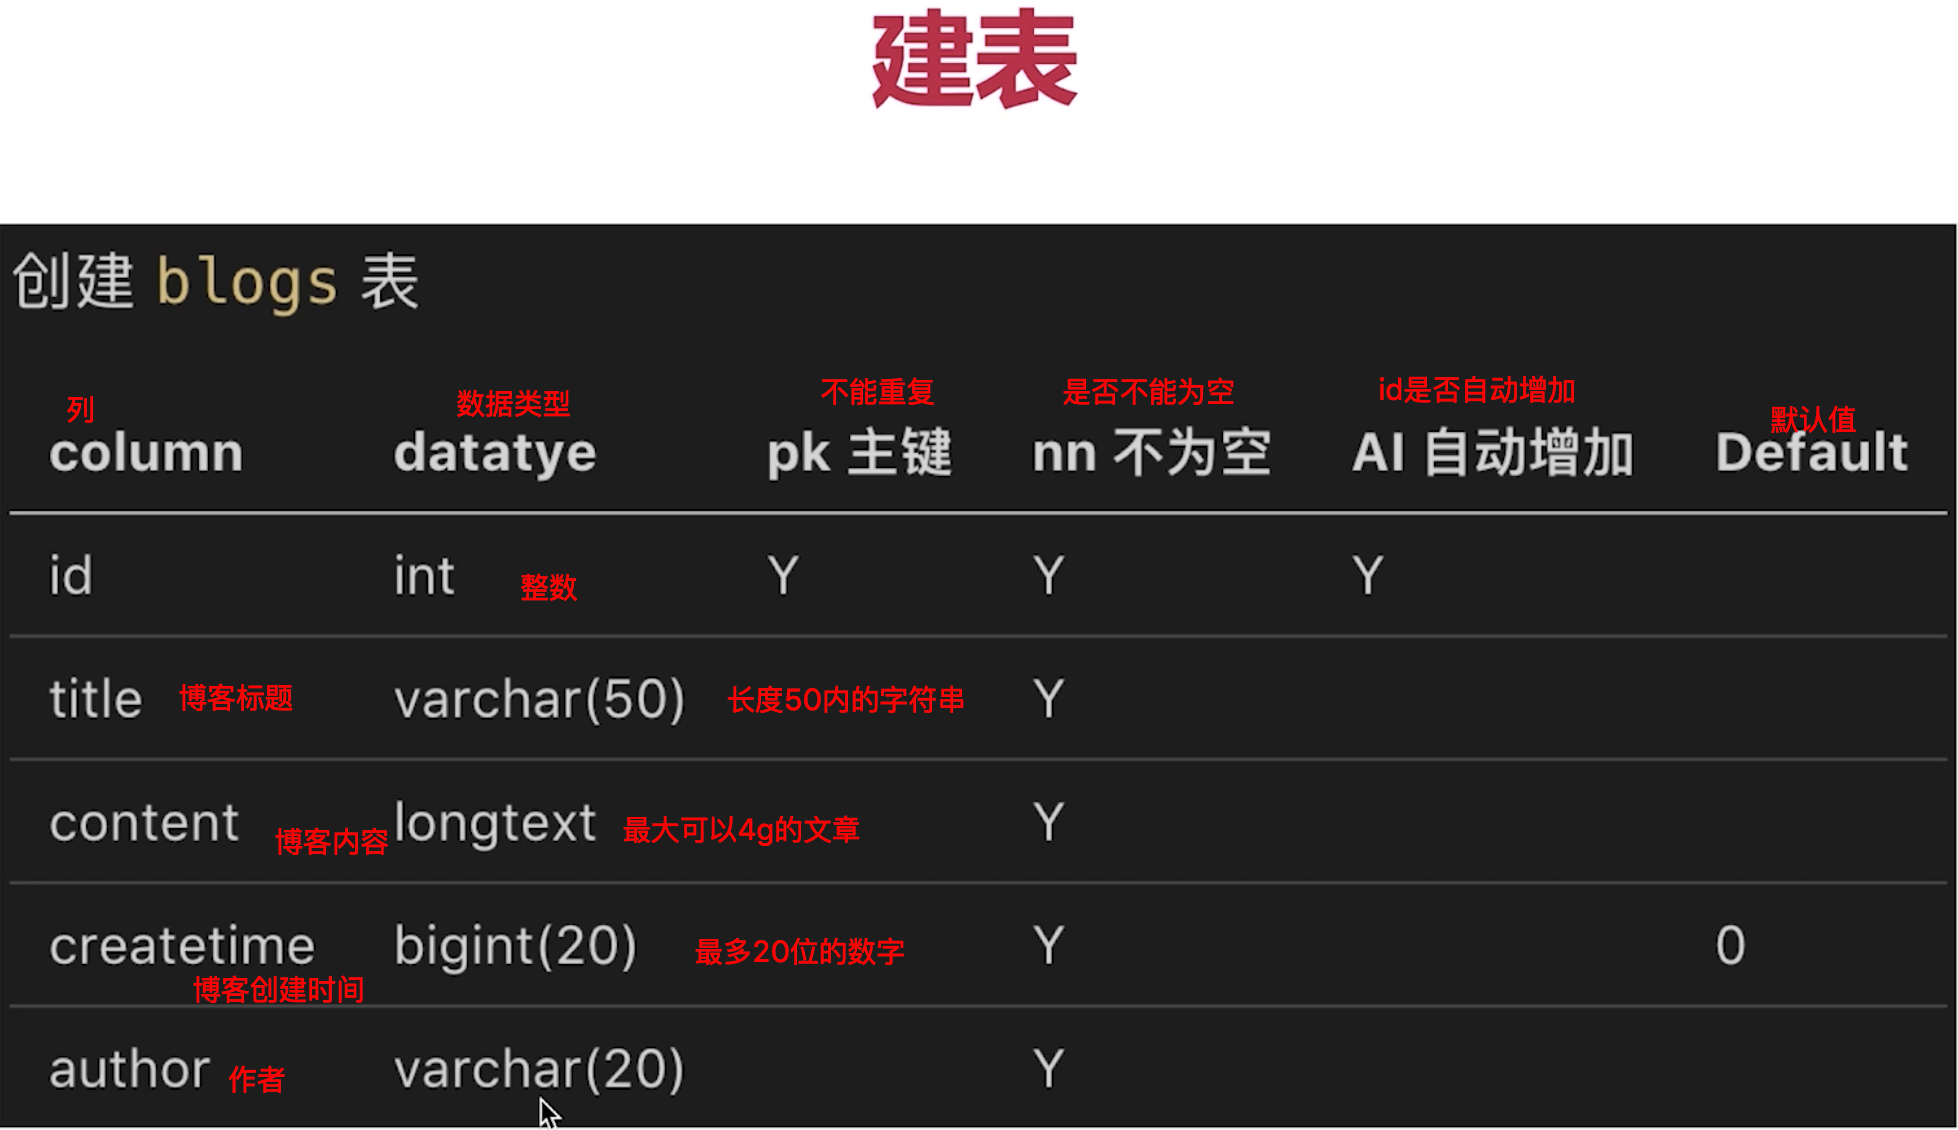 建表
创建 blogs 表
列 数据类型 不能重复 是否不能为空 id是否自动增加 默认值
column datatye pk 主键 nn 不为空 AI 自动增加 Default
id int 整数 Y Y Y
title 博客标题 varchar(50) 长度50内的字符串 Y
content 博客内容 longtext 最大可以4g的文章 Y
createtime bigint(20) 最多20位的数字 Y 0
博客创建时间
author 作者 varchar(20) Y